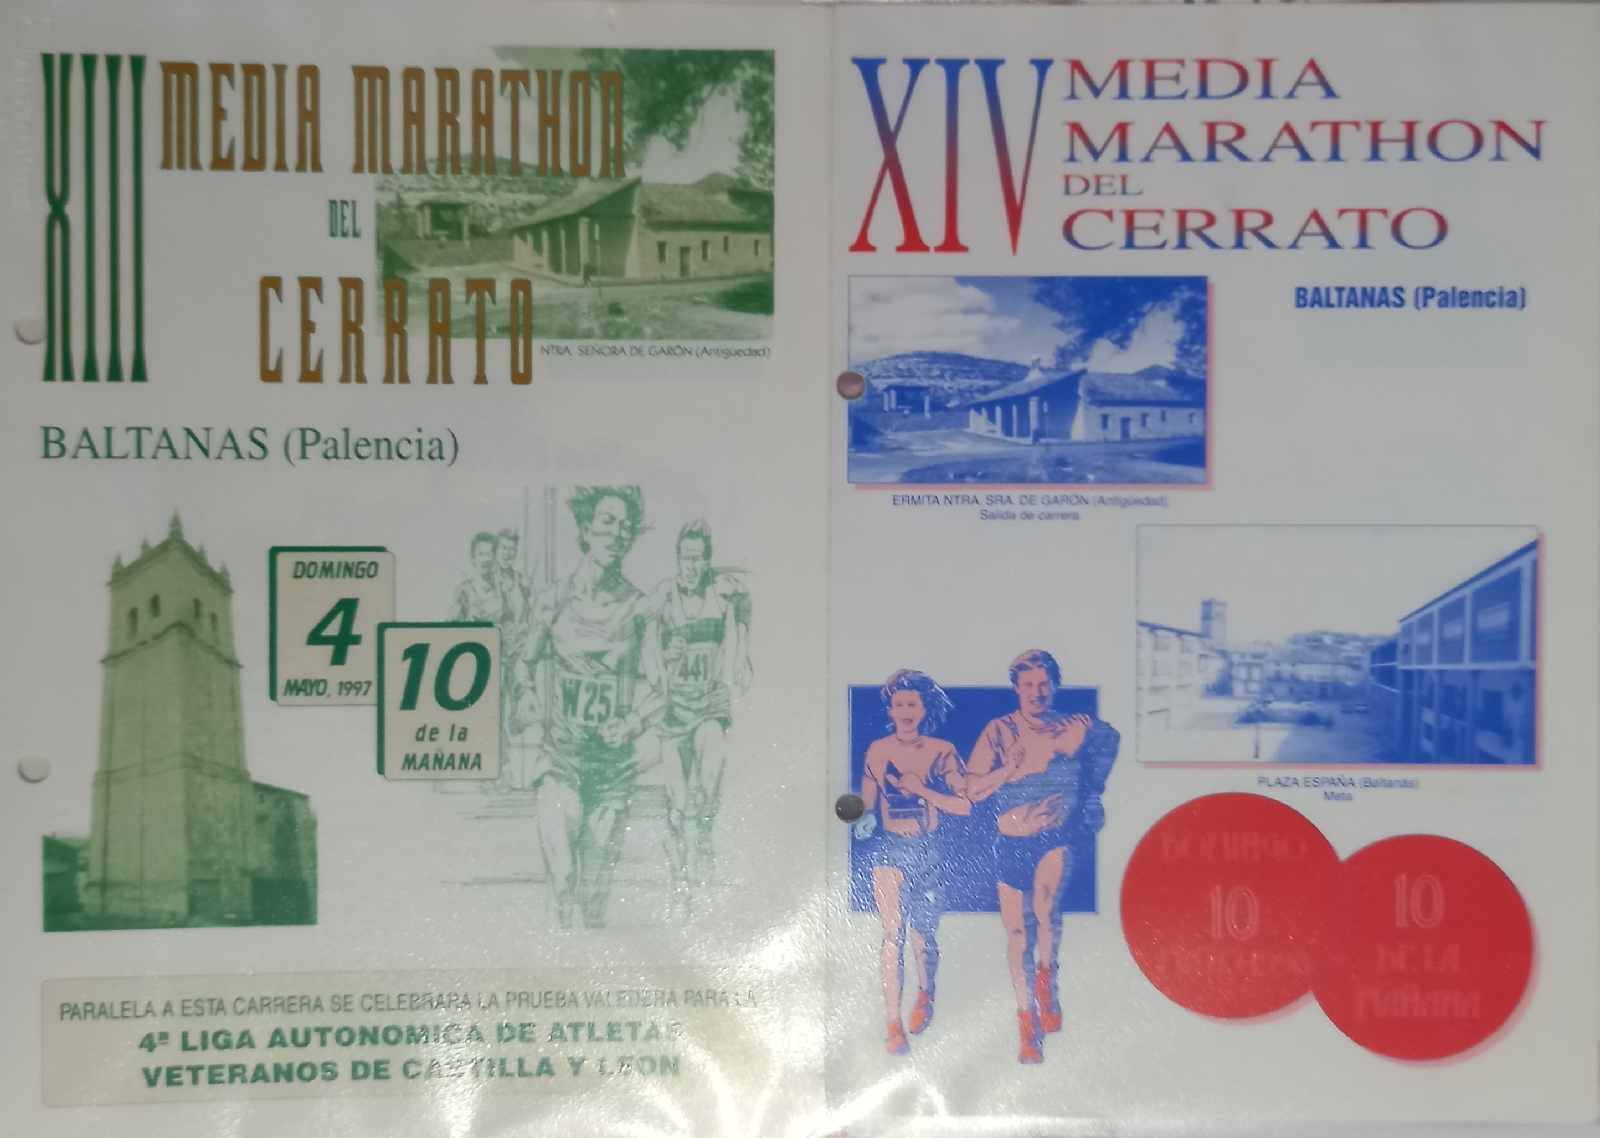 XIII MEDIA MARATHON
DEL
CERRATO
NTRA. SEÑORA DE GARÓN (Antigüedad)
BALTANAS (Palencia)
DOMINGO
4
MAYO, 1997
10
de la
MAÑANA
W25
441
PARALELA A ESTA CARRERA SE CELEBRARA LA PRUEBA VALEDERA PARA LA
4ª LIGA AUTONOMICA DE ATLETAS
VETERANOS DE CASTILLA Y LEON
XIV MEDIA
MARATHON
DEL
CERRATO
BALTANAS (Palencia)
ERMITA NTRA. SRA. DE GARÓN (Antigüedad)
Salida de carrera
PLAZA ESPAÑA (Baltanás)
Meta
DOMINGO
10
10
DE LA
MAÑANA